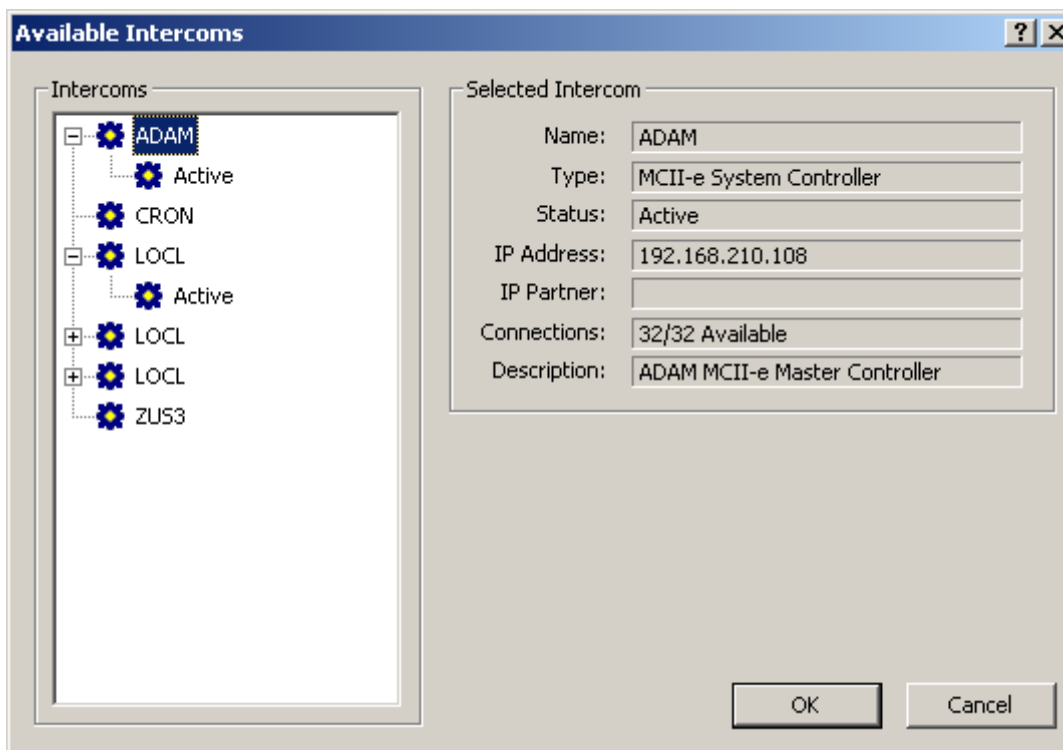 Available Intercoms
Intercoms
ADAM
Active
CRON
LOCL
Active
LOCL
LOCL
ZUS3
Selected Intercom
Name: ADAM
Type: MCII-e System Controller
Status: Active
IP Address: 192.168.210.108
IP Partner:
Connections: 32/32 Available
Description: ADAM MCII-e Master Controller
OK Cancel